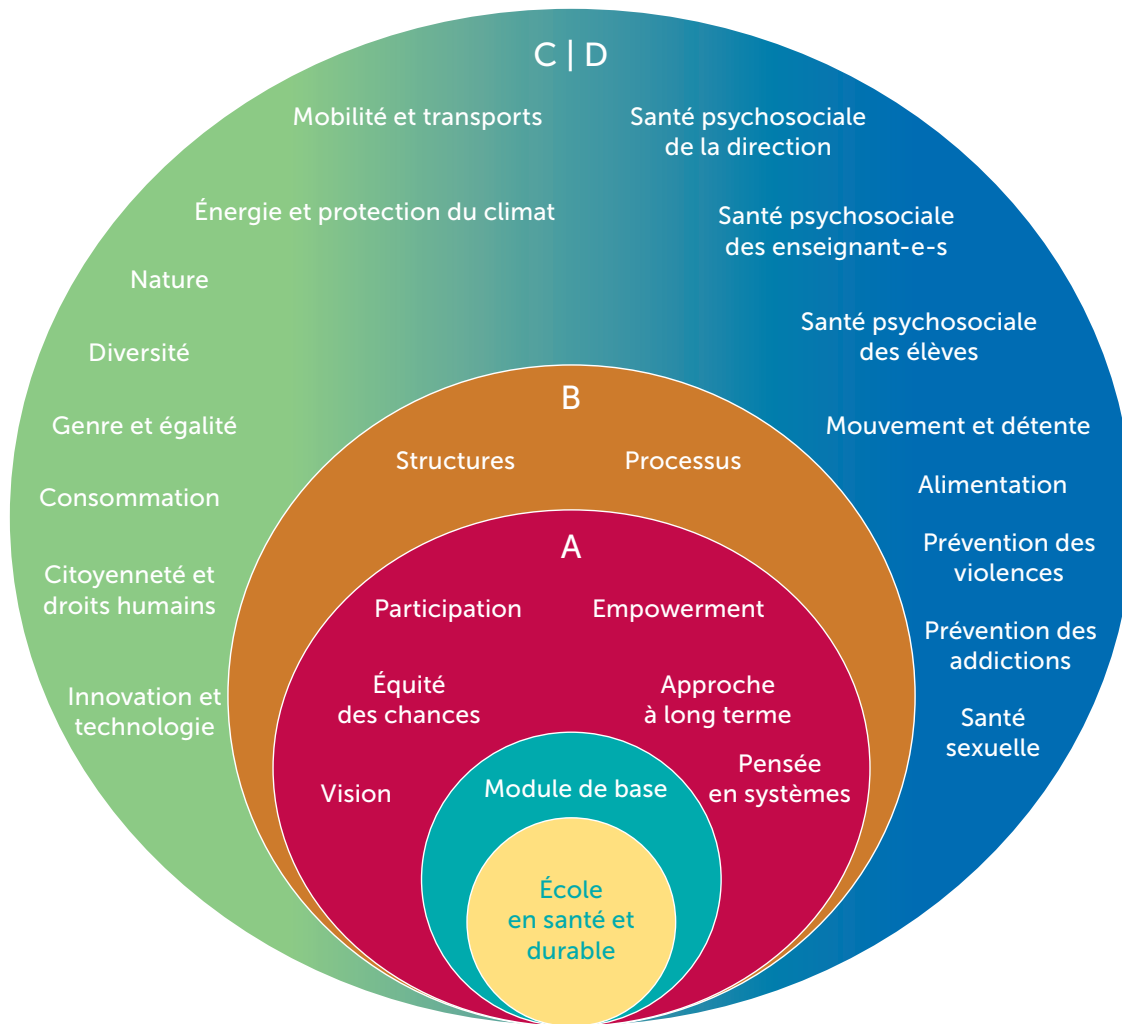 C | D
Mobilité et transports
Santé psychosociale
de la direction
Énergie et protection du climat
Santé psychosociale
des enseignant-e-s
Nature
Santé psychosociale
des élèves
Diversité
B
Genre et égalité
Mouvement et détente
Structures
Processus
Consommation
Alimentation
A
Prévention des
violences
Citoyenneté et
droits humains
Participation
Empowerment
Prévention des
addictions
Équité
des chances
Approche
à long terme
Innovation et
technologie
Santé
sexuelle
Vision
Module de base
Pensée
en systèmes
École
en santé et
durable